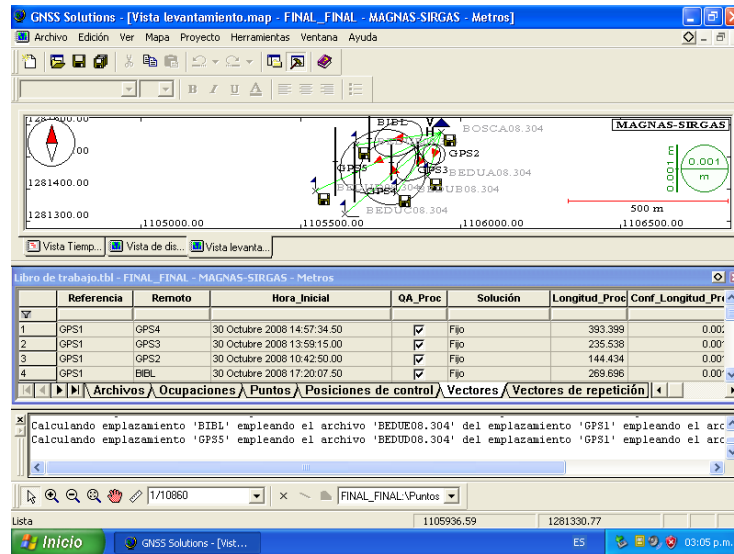 GNSS Solutions - [Vista levantamiento.map - FINAL_FINAL - MAGNAS-SIRGAS - Metros]
Archivo Edición Ver Mapa Proyecto Herramientas Ventana Ayuda
B I U A
BIBL V
H
BOSCA08.304
MAGNAS-SIRGAS
GPS2
GPS5
GPS3
BEDUA08.304
GPS4
BEDUB08.304
BEDUC08.304
1281400.00
1281300.00
1105000.00
1105500.00
1106000.00
1106500.00
E
0.001
0.001
m
500 m
Vista Tiemp... Vista de dis... Vista levanta...
Libro de trabajo.tbl - FINAL_FINAL - MAGNAS-SIRGAS - Metros
Referencia Remoto Hora_Inicial QA_Proc Solución Longitud_Proc Conf_Longitud_Pr
1 GPS1 GPS4 30 Octubre 2008 14:57:34.50 Fijo 393.399 0.00
2 GPS1 GPS3 30 Octubre 2008 13:59:15.00 Fijo 235.538 0.00
3 GPS1 GPS2 30 Octubre 2008 10:42:50.00 Fijo 144.434 0.00
4 GPS1 BIBL 30 Octubre 2008 17:20:07.50 Fijo 269.696 0.00
Archivos Ocupaciones Puntos Posiciones de control Vectores Vectores de repetición
Calculando emplazamiento 'BIBL' empleando el archivo 'BEDUE08.304' del emplazamiento 'GPS1' empleando el arc
Calculando emplazamiento 'GPS5' empleando el archivo 'BEDUD08.304' del emplazamiento 'GPS1' empleando el arc
1/10860 FINAL_FINAL:\Puntos
Lista 1105936.59 1281330.77
Inicio GNSS Solutions - [Vist... ES 03:05 p.m.